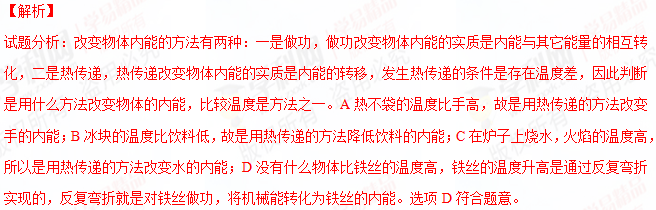 【解析】
试题分析：改变物体内能的方法有两种：一是做功，做功改变物体内能的实质是内能与其它能量的相互转
化，二是热传递，热传递改变物体内能的实质是内能的转移，发生热传递的条件是存在温度差，因此判断
是用什么方法改变物体的内能，比较温度是方法之一。A 热不袋的温度比手高，故是用热传递的方法改变
手的内能；B 冰块的温度比饮料低，故是用热传递的方法降低饮料的内能；C 在炉子上烧水，火焰的温度高，
所以是用热传递的方法改变水的内能；D 没有什么物体比铁丝的温度高，铁丝的温度升高是通过反复弯折
实现的，反复弯折就是对铁丝做功，将机械能转化为铁丝的内能。选项 D 符合题意。